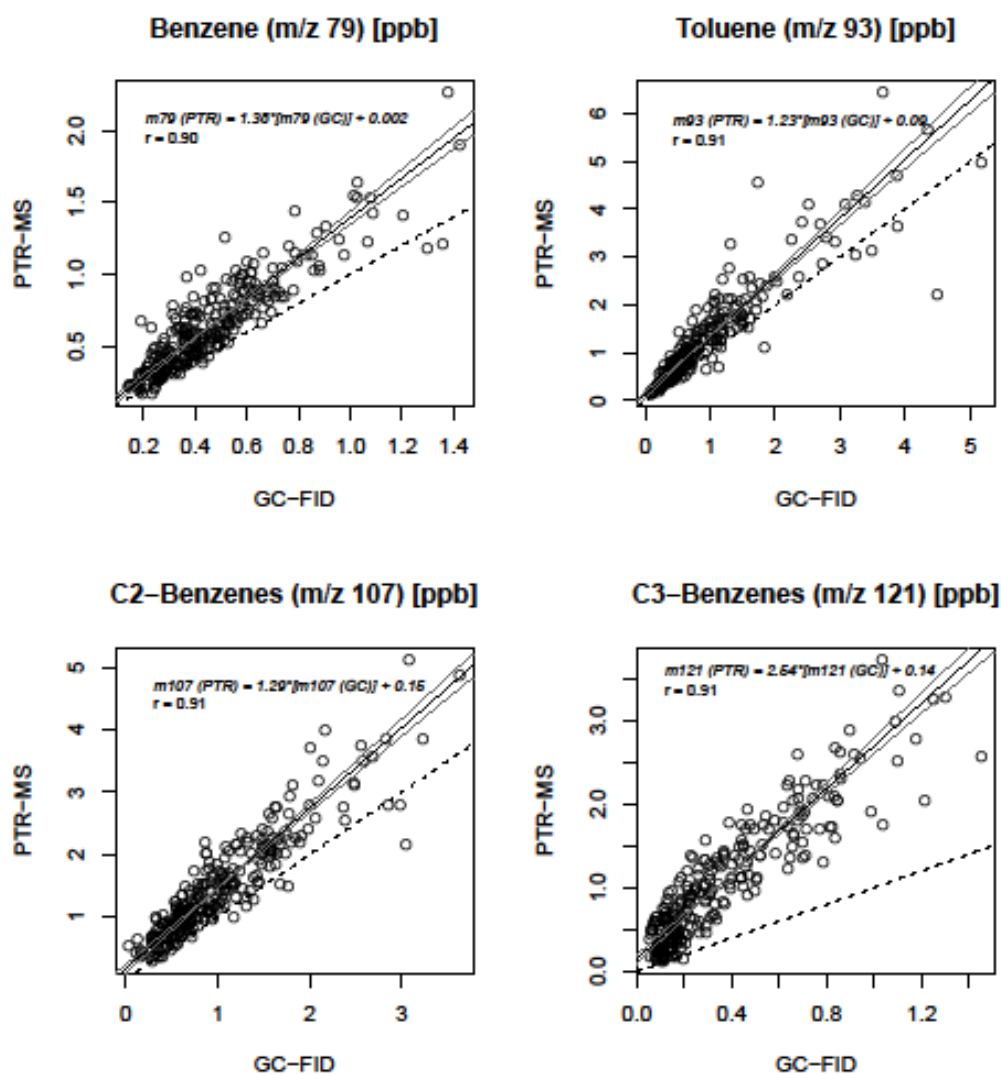 Benzene (m/z 79) [ppb]
m79 (PTR) = 1.36*[m79 (GC)] + 0.002
r = 0.90
PTR−MS
0.5 1.0 1.5 2.0
0.2 0.4 0.6 0.8 1.0 1.2 1.4
GC−FID
Toluene (m/z 93) [ppb]
m93 (PTR) = 1.23*[m93 (GC)] + 0.09
r = 0.91
PTR−MS
0 1 2 3 4 5 6
0 1 2 3 4 5
GC−FID
C2−Benzenes (m/z 107) [ppb]
m107 (PTR) = 1.29*[m107 (GC)] + 0.15
r = 0.91
PTR−MS
1 2 3 4 5
0 1 2 3
GC−FID
C3−Benzenes (m/z 121) [ppb]
m121 (PTR) = 2.54*[m121 (GC)] + 0.14
r = 0.91
PTR−MS
0.0 1.0 2.0 3.0
0.0 0.4 0.8 1.2
GC−FID